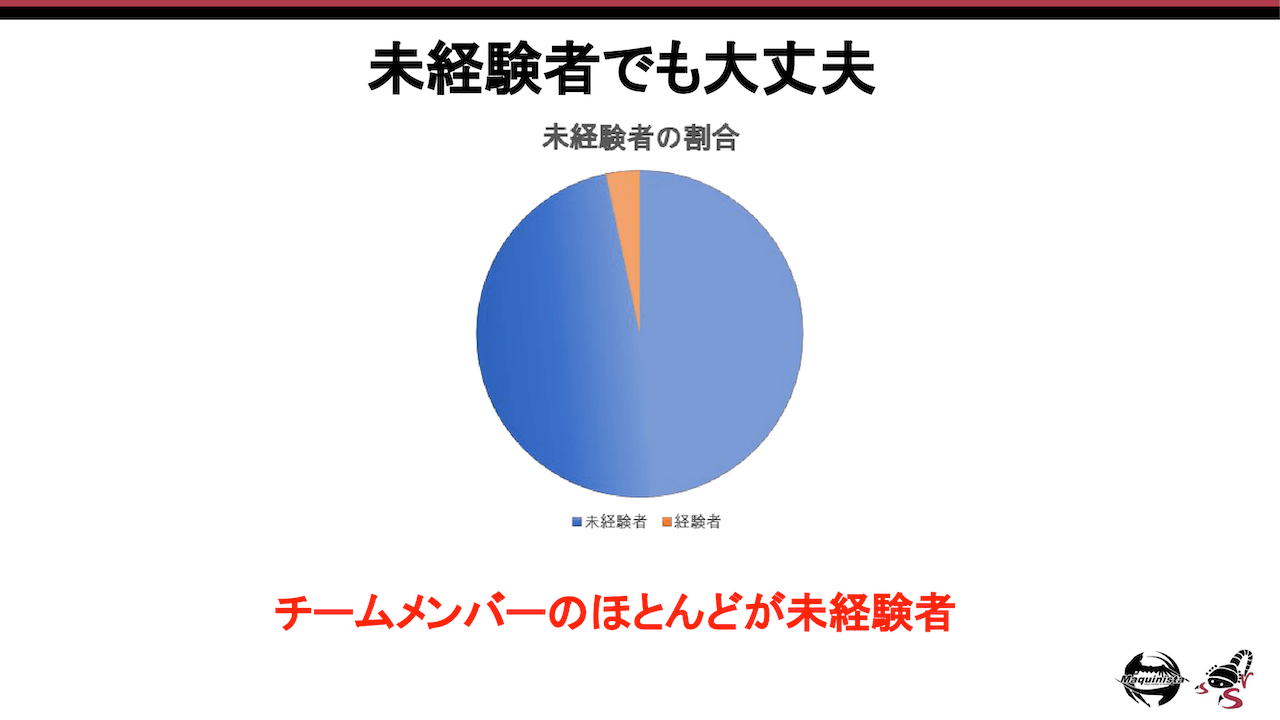 未経験者でも大丈夫
未経験者の割合
未経験者 経験者
チームメンバーのほとんどが未経験者
Maquinista
SSr